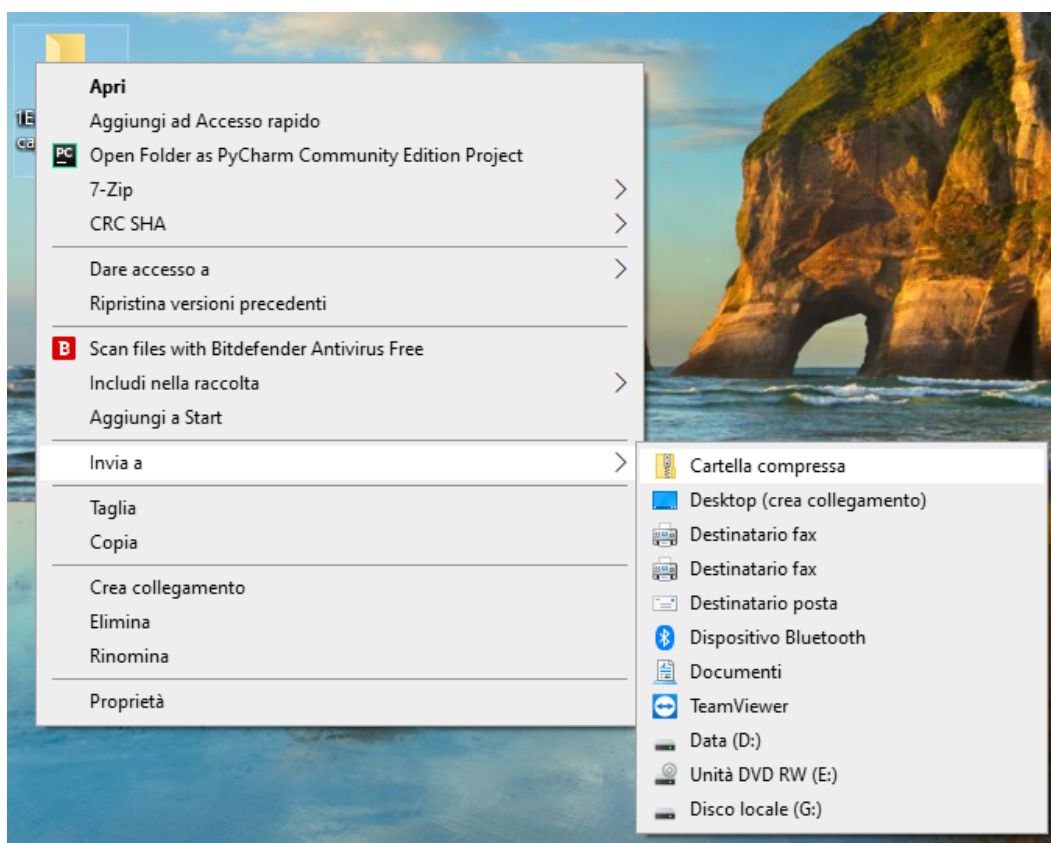 Apri
Aggiungi ad Accesso rapido
PC Open Folder as PyCharm Community Edition Project
7-Zip
CRC SHA
Dare accesso a
Ripristina versioni precedenti
B Scan files with Bitdefender Antivirus Free
Includi nella raccolta
Aggiungi a Start
Invia a
Taglia
Copia
Crea collegamento
Elimina
Rinomina
Proprietà
Cartella compressa
Desktop (crea collegamento)
Destinatario fax
Destinatario fax
Destinatario posta
Dispositivo Bluetooth
Documenti
TeamViewer
Data (D:)
Unità DVD RW (E:)
Disco locale (G:)